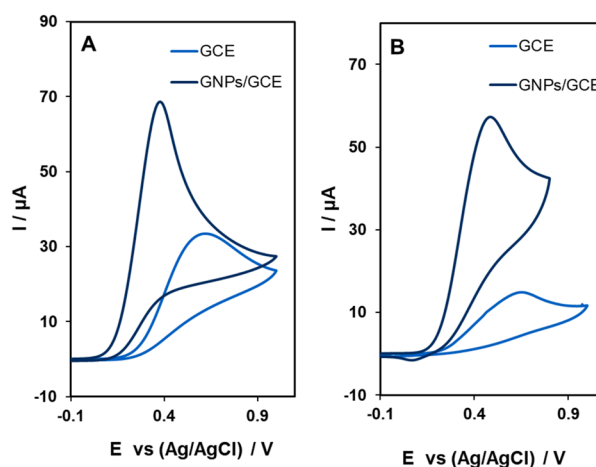 A
GCE
GNPs/GCE
I / µA
90
70
50
30
10
-10
-0.1
0.4
0.9
E vs (Ag/AgCl) / V
B
GCE
GNPs/GCE
I / µA
70
50
30
10
-10
-0.1
0.4
0.9
E vs (Ag/AgCl) / V